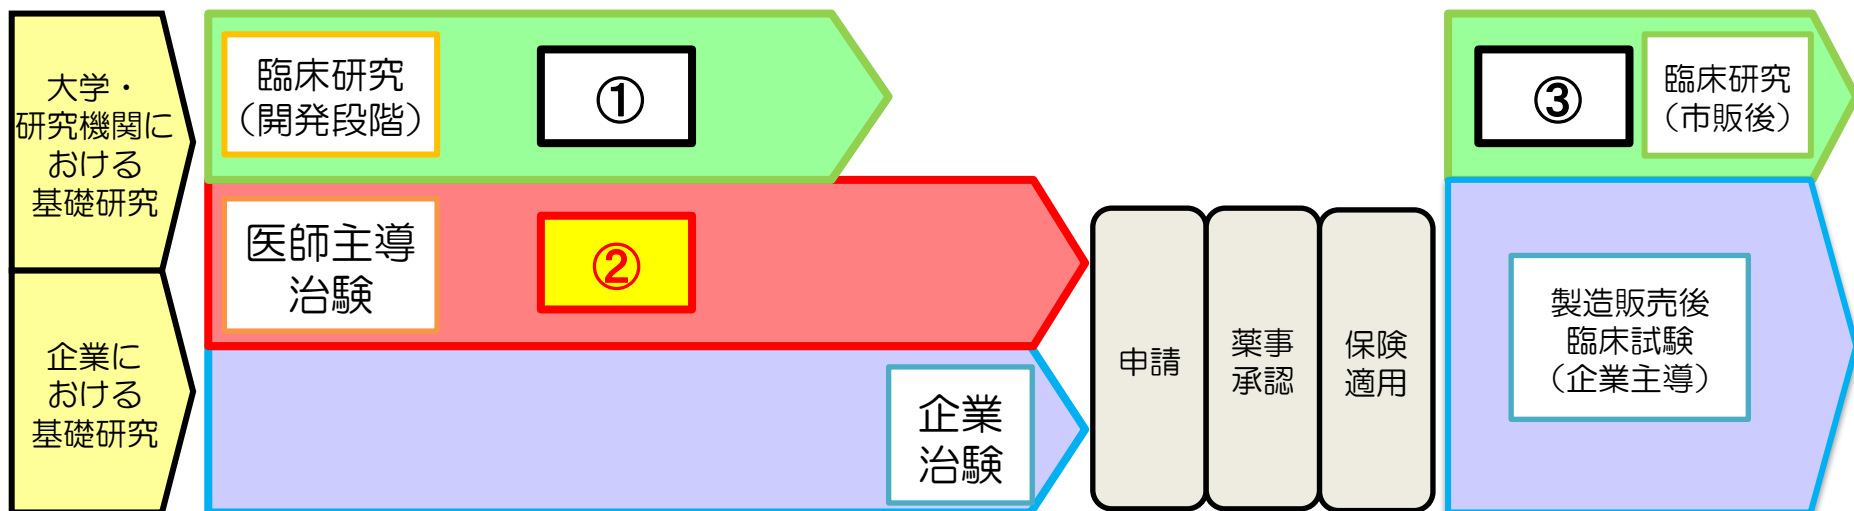 大学・
研究機関に
おける
基礎研究
企業に
おける
基礎研究
臨床研究
（開発段階）
①
医師主導
治験
②
企業
治験
申請
薬事
承認
保険
適用
③
臨床研究
（市販後）
製造販売後
臨床試験
（企業主導）